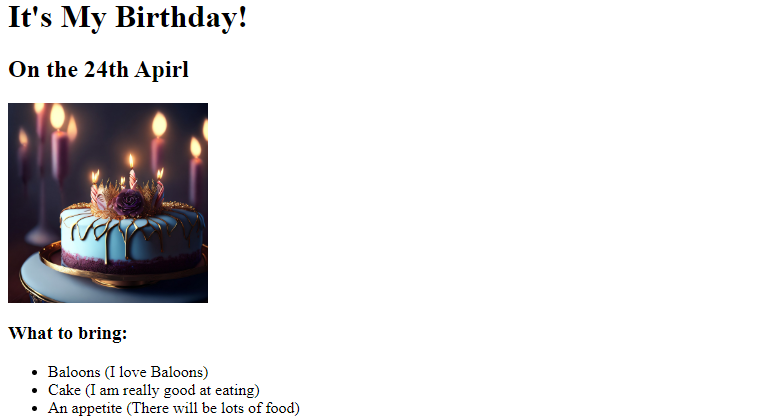 It's My Birthday!
On the 24th Apirl
What to bring:
Baloons (I love Baloons)
Cake (I am really good at eating)
An appetite (There will be lots of food)